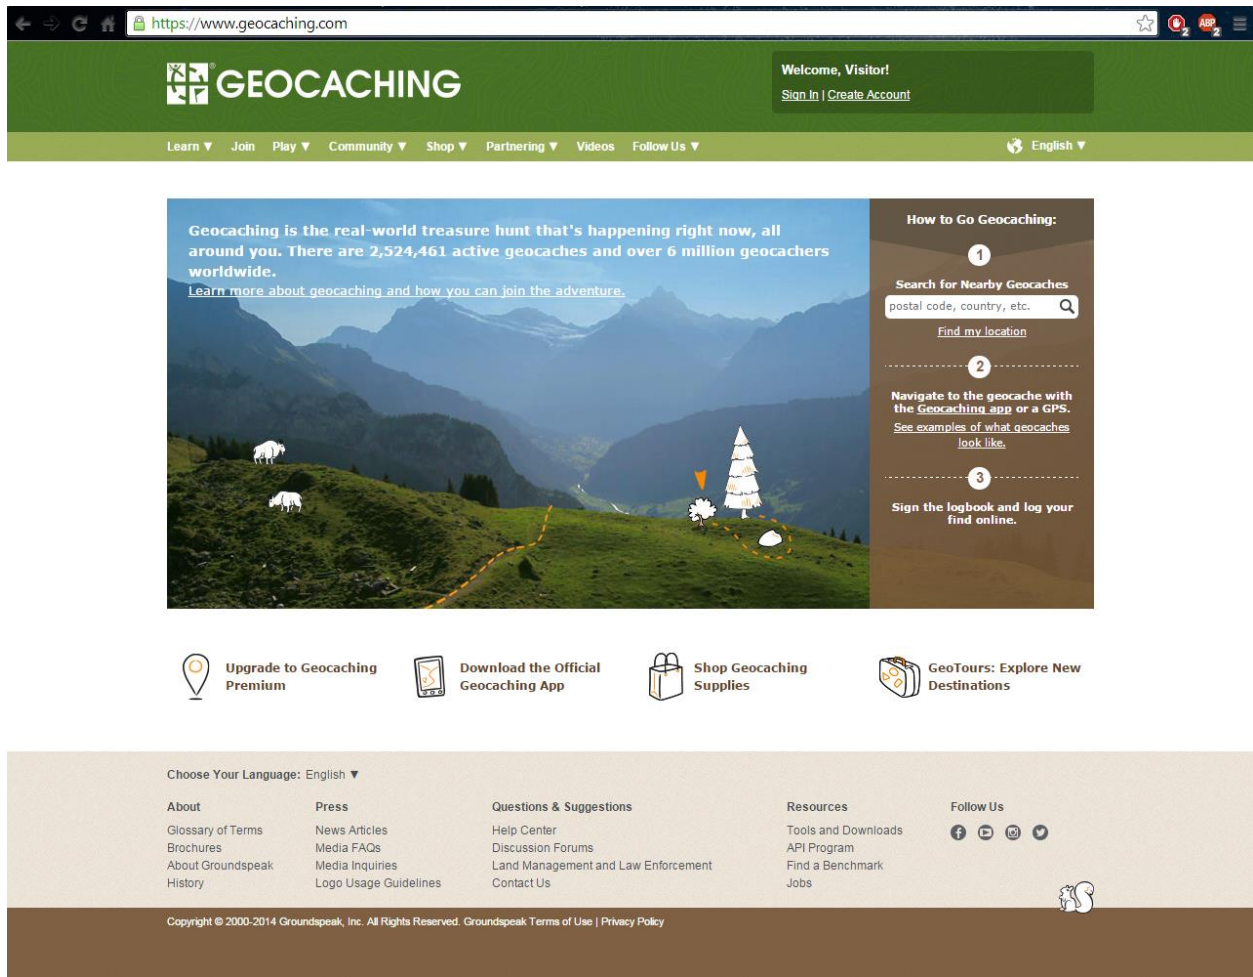 https://www.geocaching.com
2
ABP
2
GEOCACHING®
Welcome, Visitor!
Sign In | Create Account
Learn ▼ Join Play ▼ Community ▼ Shop ▼ Partnering ▼ Videos Follow Us ▼ English ▼
Geocaching is the real-world treasure hunt that's happening right now, all
around you. There are 2,524,461 active geocaches and over 6 million geocachers
worldwide.
Learn more about geocaching and how you can join the adventure.
How to Go Geocaching:
1
Search for Nearby Geocaches
postal code, country, etc.
Find my location
2
Navigate to the geocache with
the Geocaching app or a GPS.
See examples of what geocaches
look like.
3
Sign the logbook and log your
find online.
Upgrade to Geocaching
Premium
Download the Official
Geocaching App
Shop Geocaching
Supplies
GeoTours: Explore New
Destinations
Choose Your Language: English ▼
About
Glossary of Terms
Brochures
About Groundspeak
History
Press
News Articles
Media FAQs
Media Inquiries
Logo Usage Guidelines
Questions & Suggestions
Help Center
Discussion Forums
Land Management and Law Enforcement
Contact Us
Resources
Tools and Downloads
API Program
Find a Benchmark
Jobs
Follow Us
Copyright © 2000-2014 Groundspeak, Inc. All Rights Reserved. Groundspeak Terms of Use | Privacy Policy